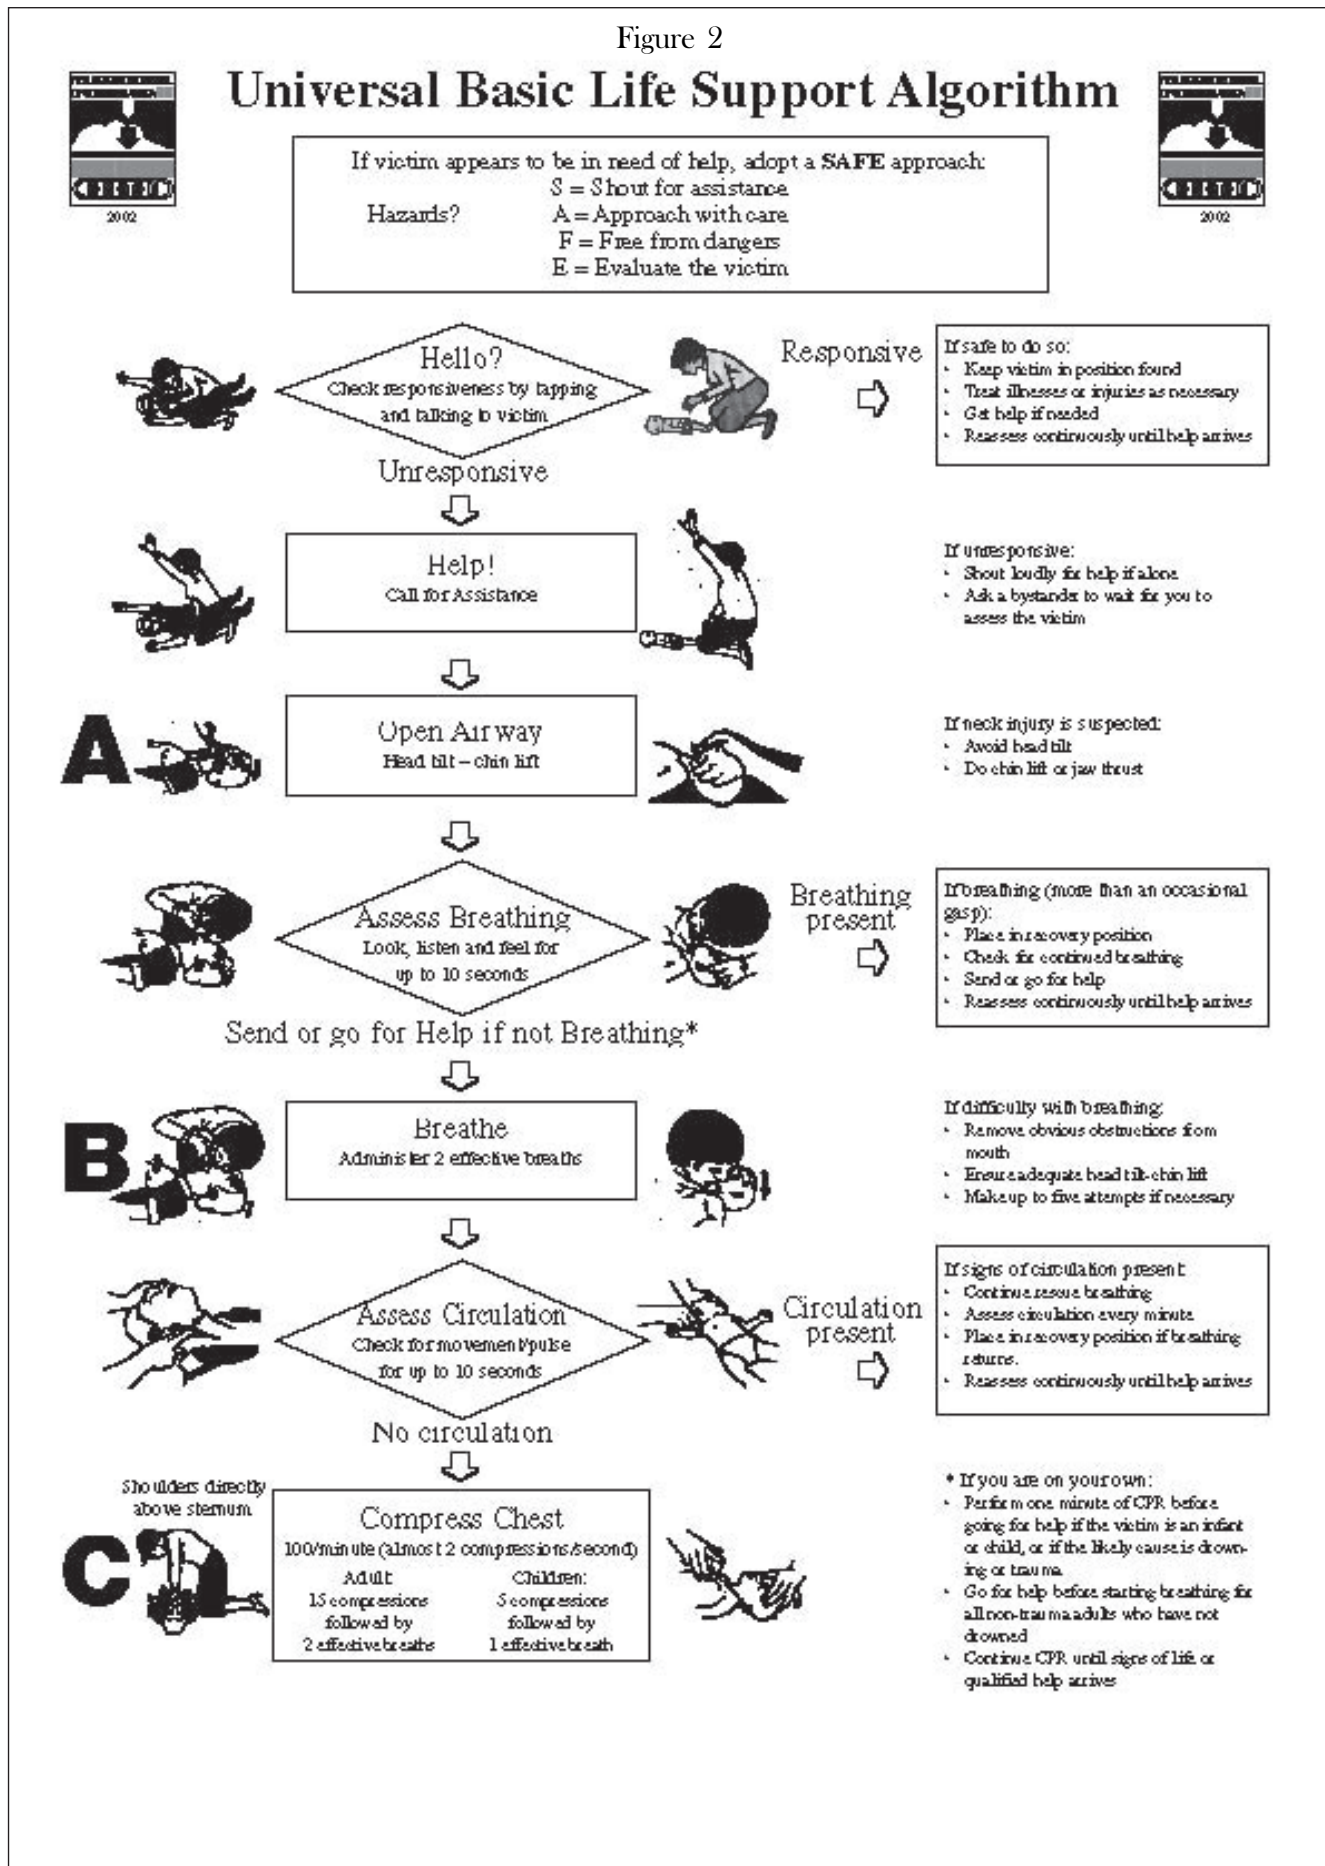 Figure 2
Universal Basic Life Support Algorithm
2002
2002
If victim appears to be in need of help, adopt a SAFE approach:
S = Shout for assistance
Hazards?
A = Approach with care
F = Free from dangers
E = Evaluate the victim
Hello?
Check responsiveness by tapping
and talking to victim
Responsive
If safe to do so:
• Keep victim in position found
• Treat illnesses or injuries as necessary
• Get help if needed
• Reassess continuously until help arrives
Unresponsive
Help!
Call for Assistance
If unresponsive:
• Shout loudly for help if alone
• Ask a bystander to wait for you to
assess the victim
A
Open Airway
Head tilt – chin lift
If neck injury is suspected:
• Avoid head tilt
• Do chin lift or jaw thrust
Assess Breathing
Look, listen and feel for
up to 10 seconds
Breathing
present
If breathing (more than an occasional
gasp):
• Place in recovery position
• Check for continued breathing
• Send or go for help
• Reassess continuously until help arrives
Send or go for Help if not Breathing*
B
Breathe
Administer 2 effective breaths
If difficulty with breathing:
• Remove obvious obstructions from
mouth
• Ensure adequate head tilt-chin lift
• Make up to five attempts if necessary
Assess Circulation
Check for movement/pulse
for up to 10 seconds
Circulation
present
If signs of circulation present:
• Continue rescue breathing
• Assess circulation every minute
• Place in recovery position if breathing
returns.
• Reassess continuously until help arrives
No circulation
Shoulders directly
above sternum
C
Compress Chest
100/minute (almost 2 compressions/second)
Adult:
15 compressions
followed by
2 effective breaths
Children:
5 compressions
followed by
1 effective breath
* If you are on your own:
• Perform one minute of CPR before
going for help if the victim is an infant
or child, or if the likely cause is drown-
ing or trauma
• Go for help before starting breathing for
all non-trauma adults who have not
drowned
• Continue CPR until signs of life or
qualified help arrives